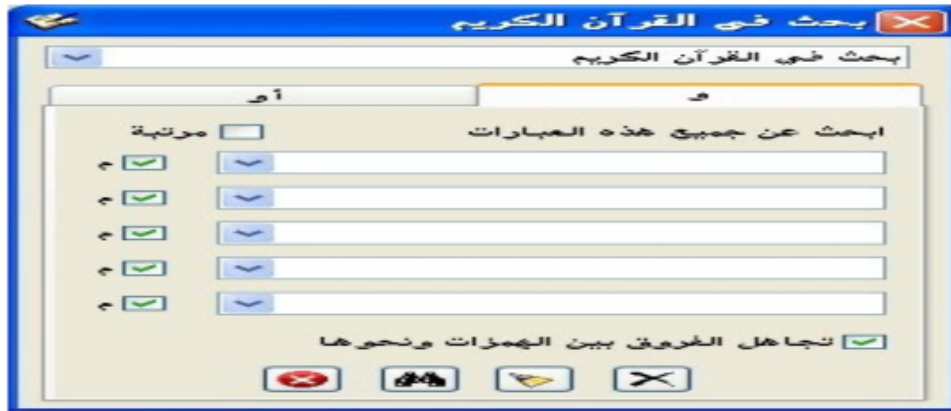 بحث في القرآن الكريم
بحث في القرآن الكريم
و
أو
ابحث عن جميع هذه العبارات
مرتبة
م
م
م
م
م
تجاهل الفروق بين الهمزات ونحوها